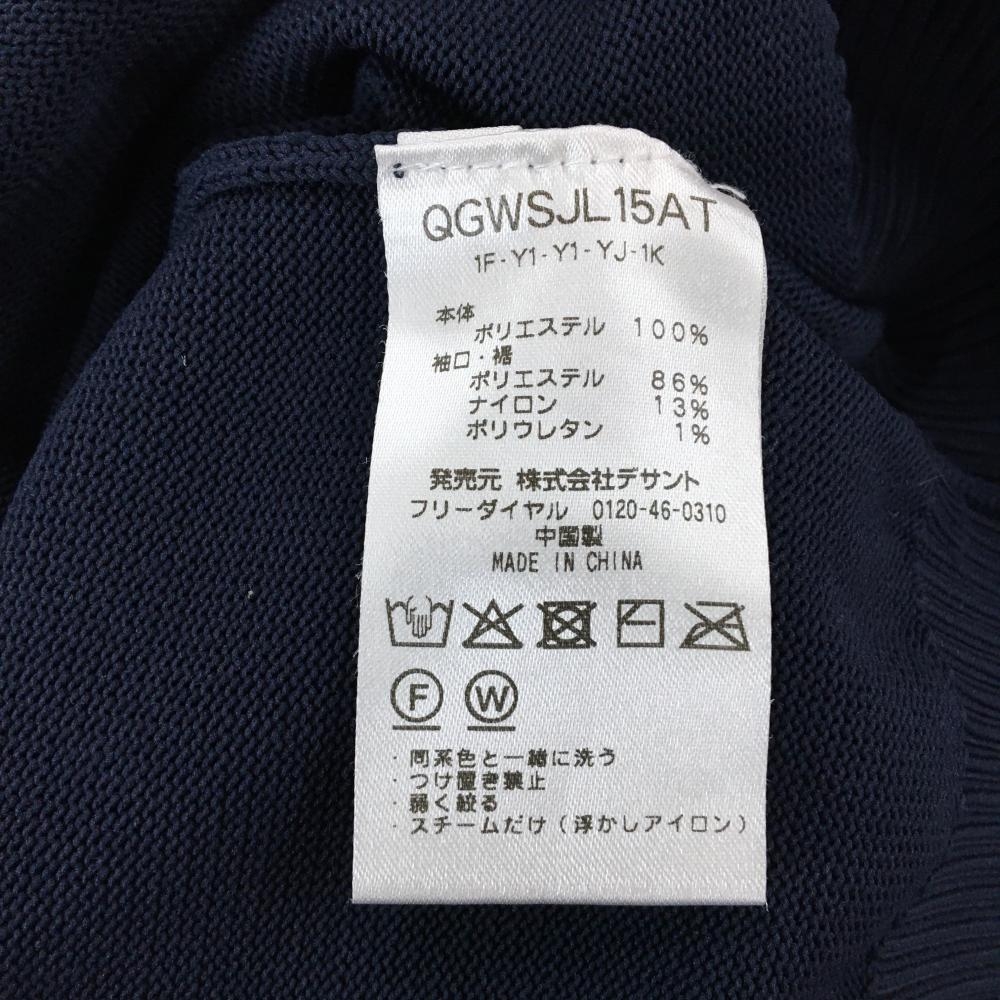 QGWSJL15AT
1F-Y1-Y1-YJ-1K
本体
ポリエステル 100%
袖口・裾
ポリエステル 86%
ナイロン 13%
ポリウレタン 1%
発売元 株式会社デサント
フリーダイヤル 0120-46-0310
中国製
MADE IN CHINA
F W
・同系色と一緒に洗う
・つけ置き禁止
・弱く絞る
・スチームだけ(浮かしアイロン)